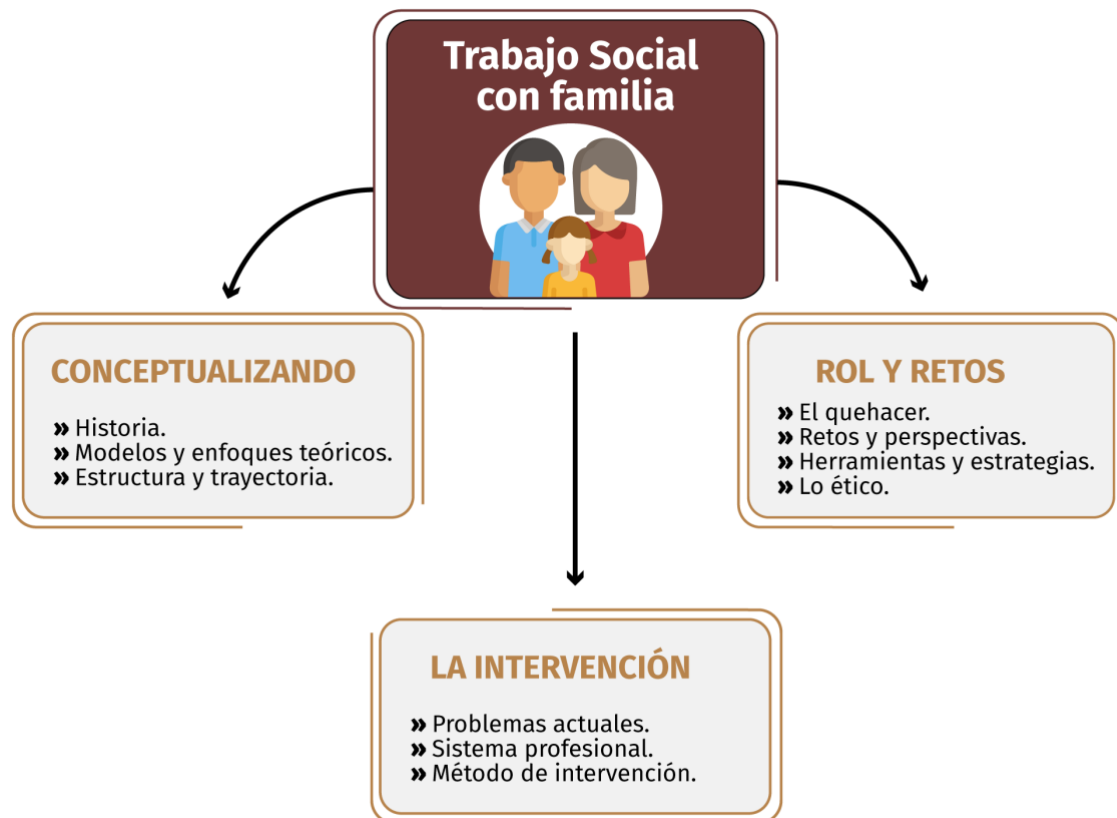 Trabajo Social
con familia
CONCEPTUALIZANDO
» Historia.
» Modelos y enfoques teóricos.
» Estructura y trayectoria.
ROL Y RETOS
» El quehacer.
» Retos y perspectivas.
» Herramientas y estrategias.
» Lo ético.
LA INTERVENCIÓN
» Problemas actuales.
» Sistema profesional.
» Método de intervención.